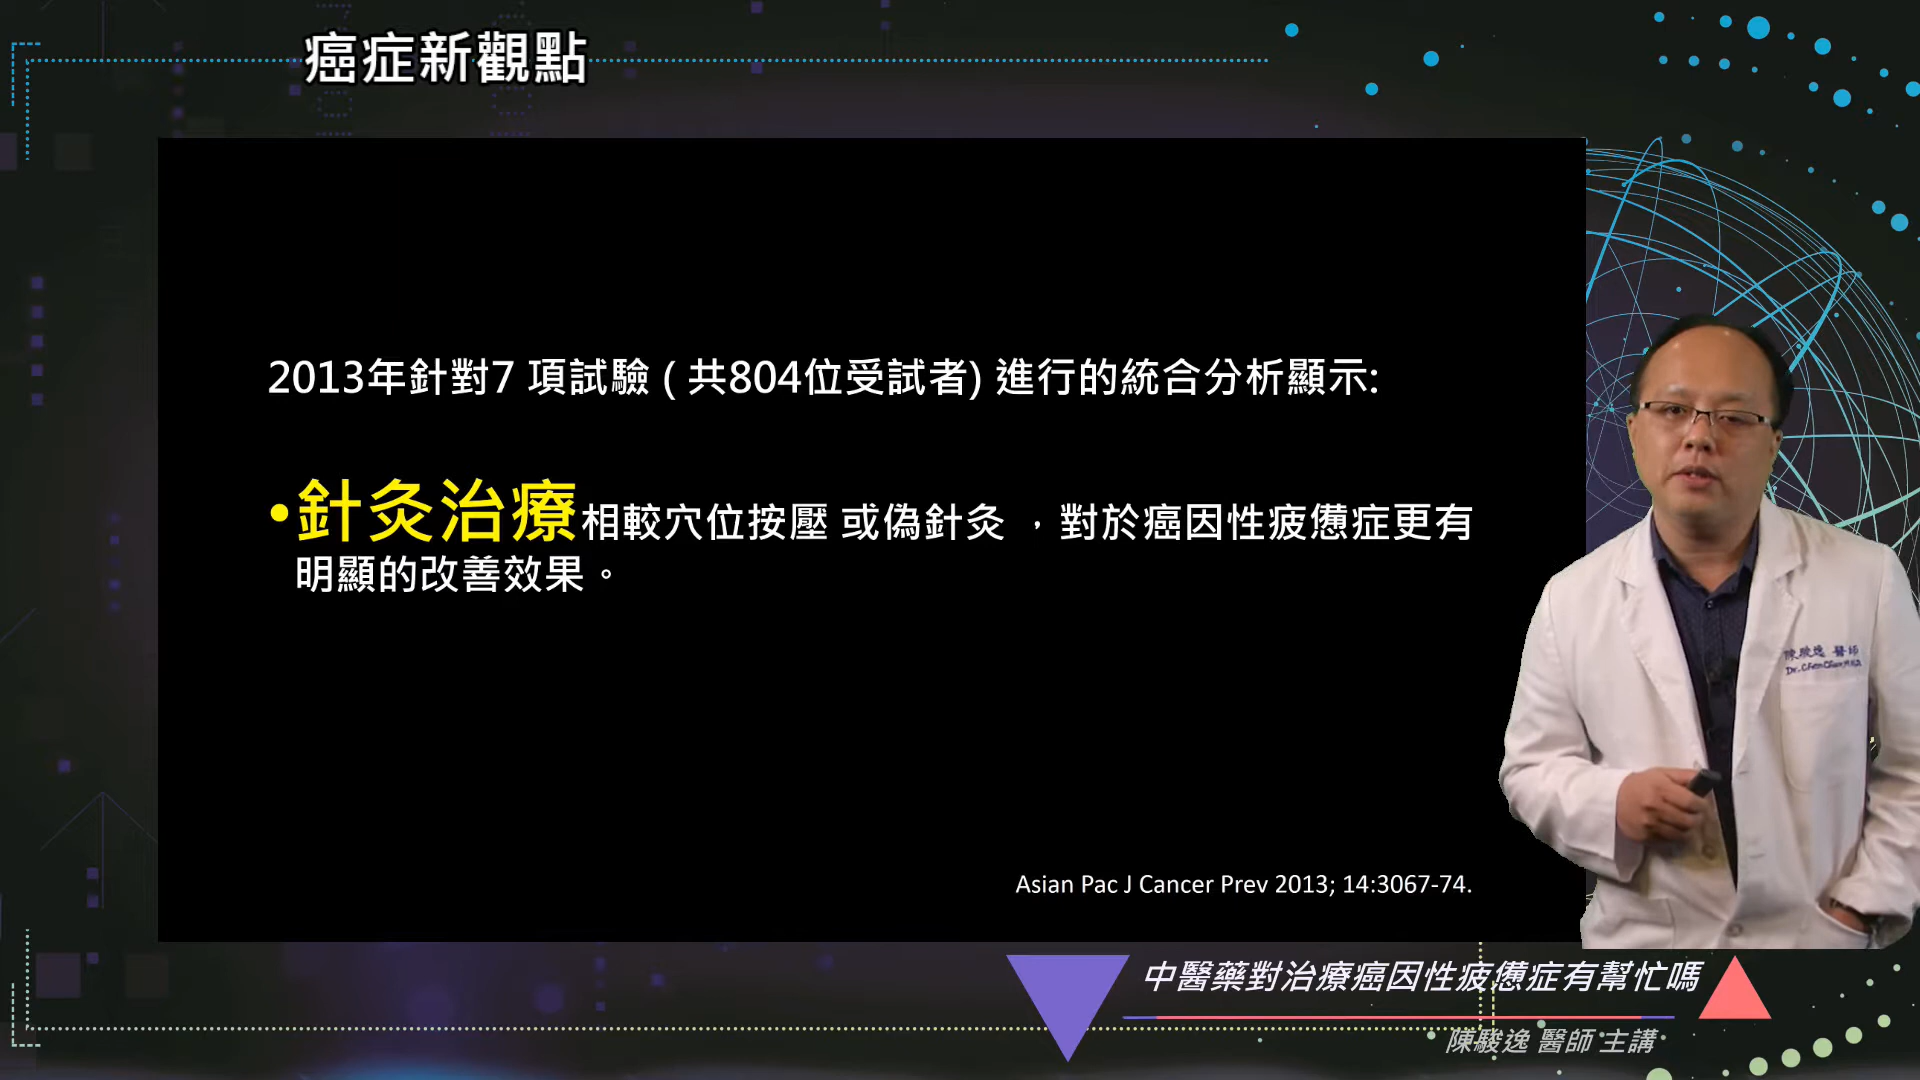 癌症新觀點
2013年針對7 項試驗 ( 共804位受試者) 進行的統合分析顯示:
•針灸治療相較穴位按壓 或偽針灸 ，對於癌因性疲憊症更有
明顯的改善效果。
陳駿逸 醫師
Asian Pac J Cancer Prev 2013; 14:3067-74.
中醫藥對治療癌因性疲憊症有幫忙嗎
陳駿逸 醫師 主講